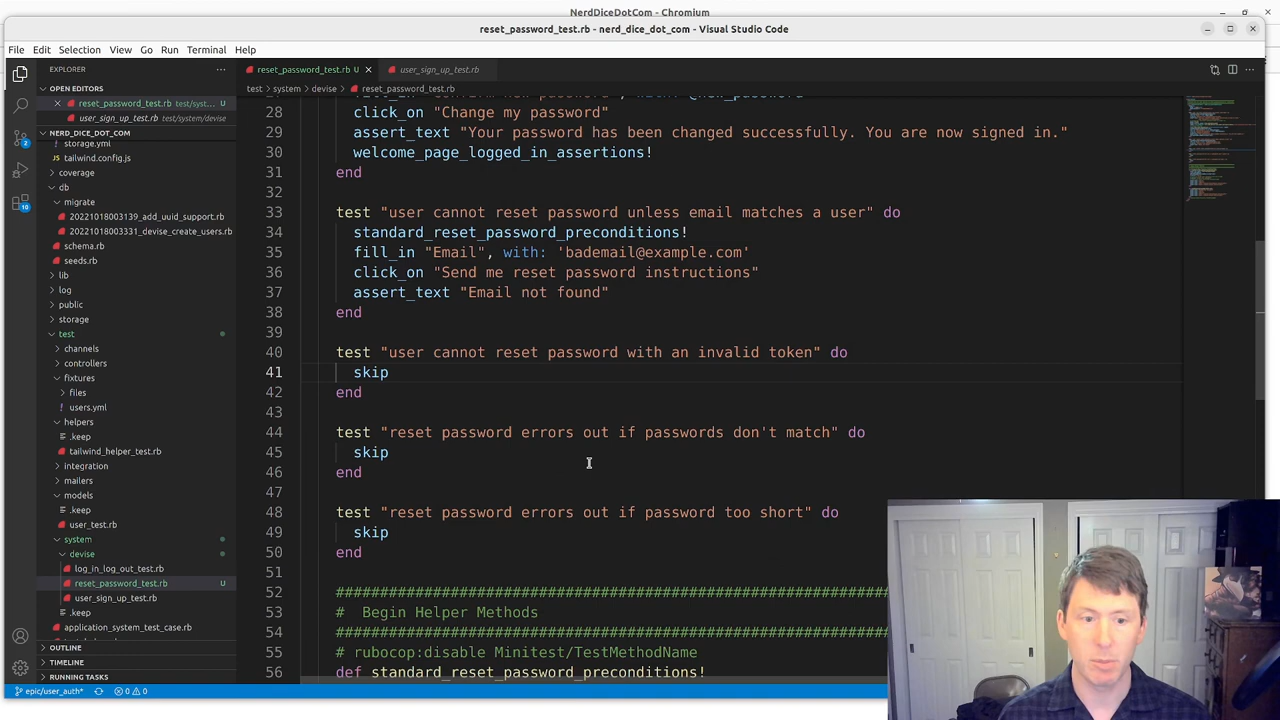 NerdDiceDotCom - Chromium
reset_password_test.rb - nerd_dice_dot_com - Visual Studio Code
File Edit Selection View Go Run Terminal Help
EXPLORER
OPEN EDITORS
reset_password_test.rb test/syst... U
user_sign_up_test.rb test/system/devise
NERD_DICE_DOT_COM
storage.yml
tailwind.config.js
coverage
db
migrate
20221018003139_add_uuid_support.rb
20221018003331_devise_create_users.rb
schema.rb
seeds.rb
lib
log
public
storage
test
channels
controllers
fixtures
files
users.yml
helpers
.keep
tailwind_helper_test.rb
integration
mailers
models
.keep
user_test.rb
system
devise
log_in_log_out_test.rb
reset_password_test.rb U
user_sign_up_test.rb
.keep
application_system_test_case.rb
OUTLINE
TIMELINE
RUNNING TASKS
reset_password_test.rb U
user_sign_up_test.rb
test > system > devise > reset_password_test.rb
28 click_on "Change my password"
29 assert_text "Your password has been changed successfully. You are now signed in."
30 welcome_page_logged_in_assertions!
31 end
32
33 test "user cannot reset password unless email matches a user" do
34 standard_reset_password_preconditions!
35 fill_in "Email", with: 'bademail@example.com'
36 click_on "Send me reset password instructions"
37 assert_text "Email not found"
38 end
39
40 test "user cannot reset password with an invalid token" do
41 skip
42 end
43
44 test "reset password errors out if passwords don't match" do
45 skip
46 end
47
48 test "reset password errors out if password too short" do
49 skip
50 end
51
52 ###############################################################
53 # Begin Helper Methods
54 ###############################################################
55 # rubocop:disable Minitest/TestMethodName
56 def standard_reset_password_preconditions!
epic/user_auth* 0 0
2
10